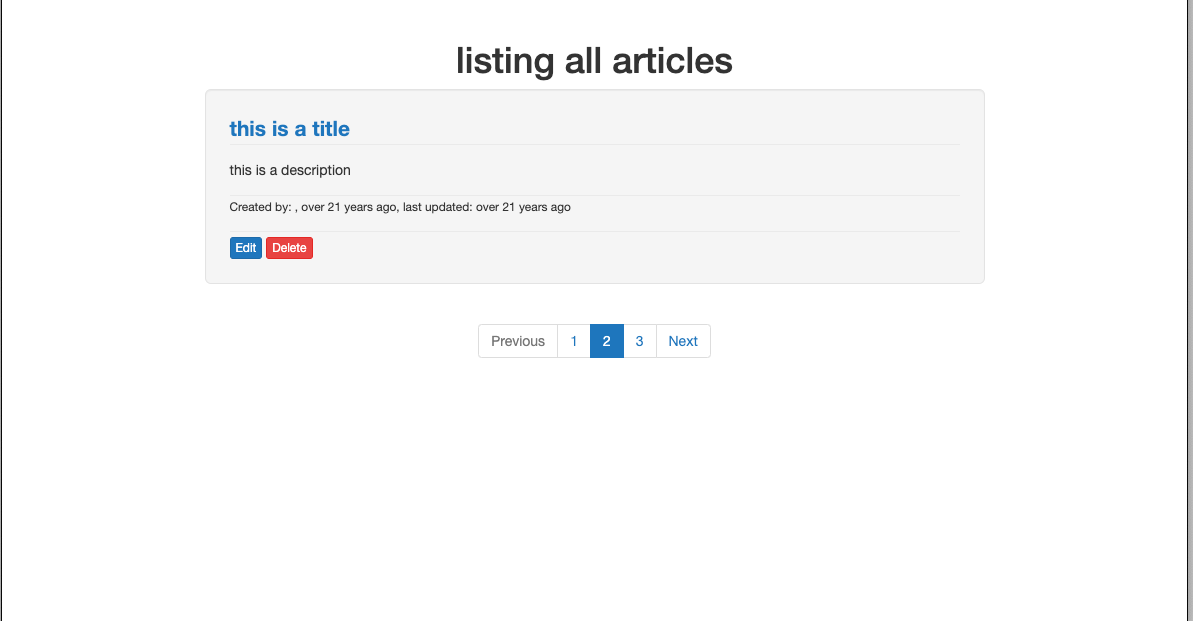 listing all articles
this is a title
this is a description
Created by: , over 21 years ago, last updated: over 21 years ago
Edit Delete
Previous 1 2 3 Next